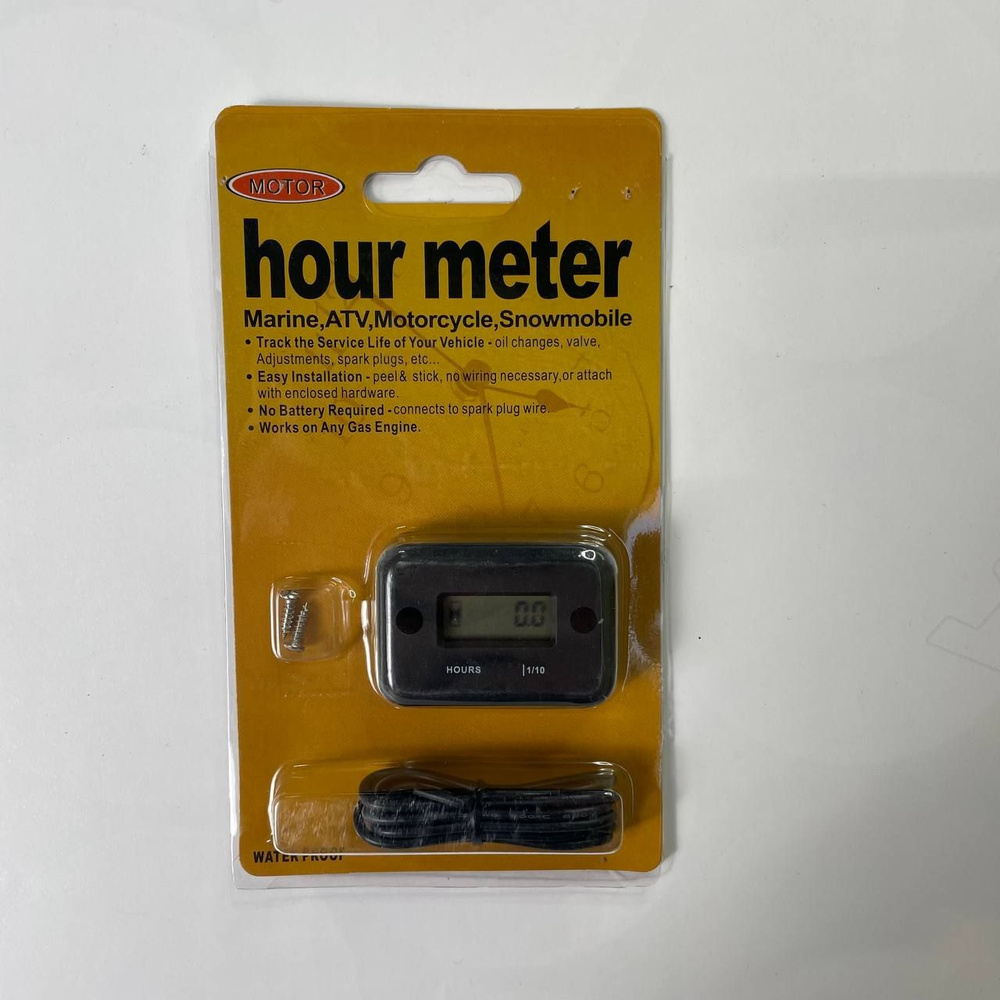 MOTOR
hour meter
Marine,ATV,Motorcycle,Snowmobile
• Track the Service Life of Your Vehicle - oil changes, valve,
Adjustments, spark plugs, etc...
• Easy Installation - peel& stick, no wiring necessary,or attach
with enclosed hardware.
• No Battery Required -connects to spark plug wire.
• Works on Any Gas Engine.
0.0
HOURS |1/10
WATER PROOF